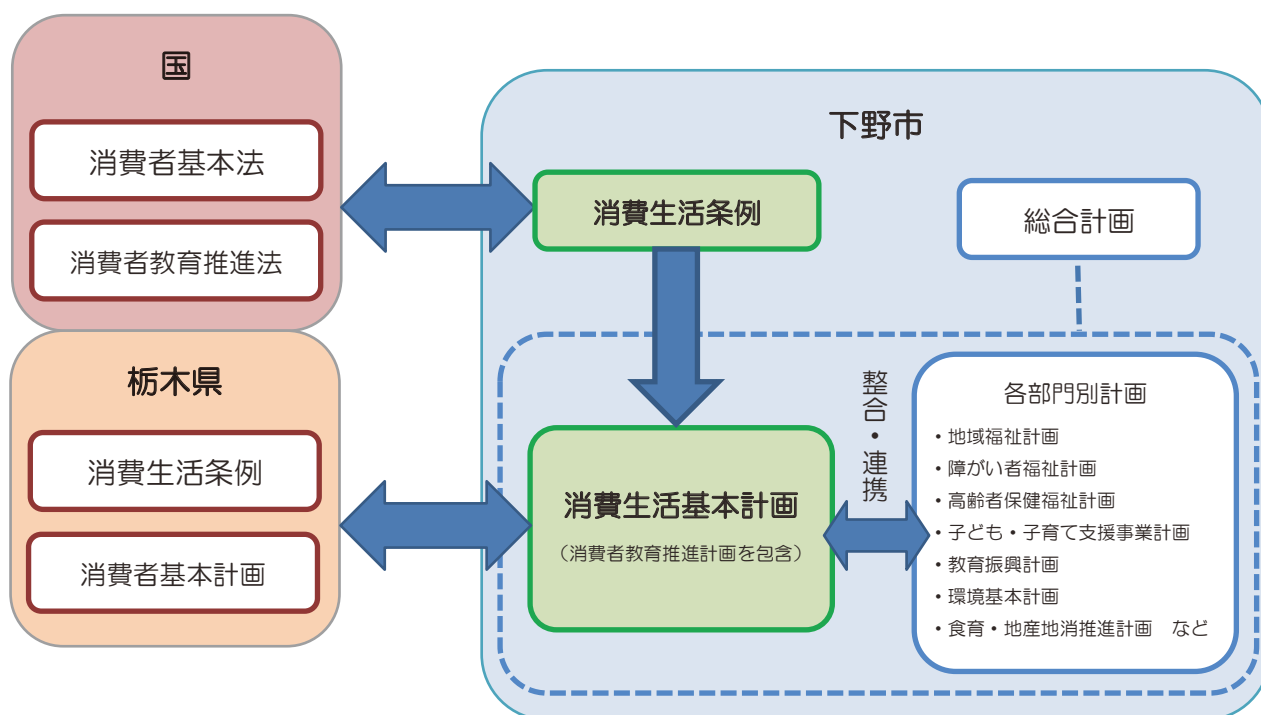 国
消費者基本法
消費者教育推進法
栃木県
消費生活条例
消費者基本計画
下野市
消費生活条例
総合計画
消費生活基本計画
（消費者教育推進計画を包含）
整合・連携
各部門別計画
・地域福祉計画
・障がい者福祉計画
・高齢者保健福祉計画
・子ども・子育て支援事業計画
・教育振興計画
・環境基本計画
・食育・地産地消推進計画　など